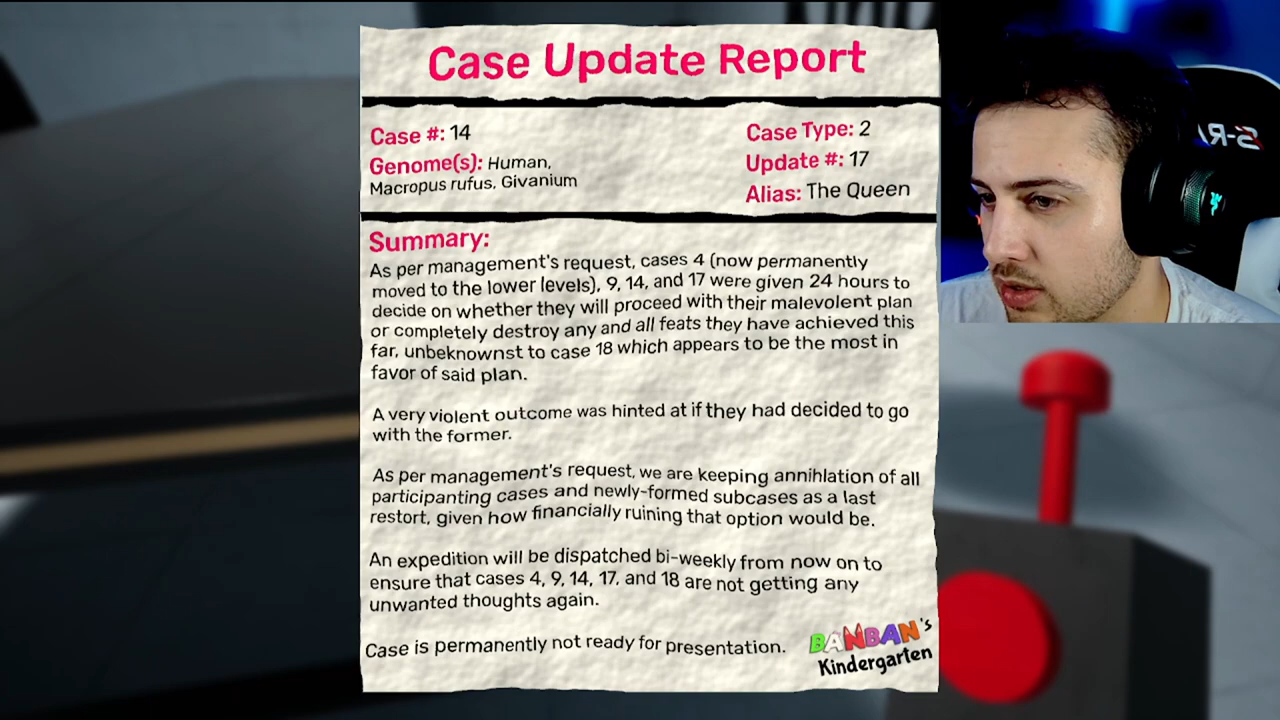 Case Update Report
Case #: 14
Genome(s): Human,
Macropus rufus. Givanium
Case Type: 2
Update #: 17
Alias: The Queen
Summary:
As per management's request, cases 4 (now permanently
moved to the lower levels), 9, 14, and 17 were given 24 hours to
decide on whether they will proceed with their malevolent plan
or completely destroy any and all feats they have achieved this
far, unbeknownst to case 18 which appears to be the most in
favor of said plan.
A very violent outcome was hinted at if they had decided to go
with the former.
As per management's request, we are keeping annihlation of all
participanting cases and newly-formed subcases as a last
restort, given how financially ruining that option would be.
An expedition will be dispatched bi-weekly from now on to
ensure that cases 4, 9, 14, 17, and 18 are not getting any
unwanted thoughts again.
Case is permanently not ready for presentation.
BANBAN's
Kindergarten